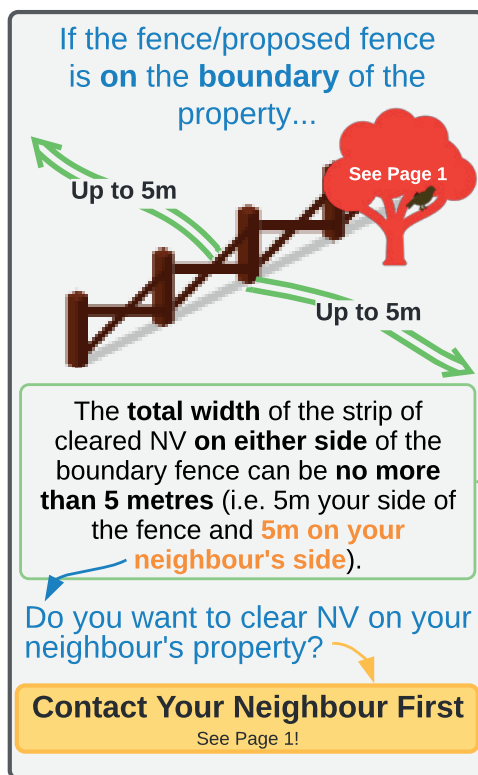 If the fence/proposed fence
is on the boundary of the
property...
See Page 1
Up to 5m
Up to 5m
The total width of the strip of
cleared NV on either side of the
boundary fence can be no more
than 5 metres (i.e. 5m your side of
the fence and 5m on your
neighbour's side).
Do you want to clear NV on your
neighbour's property?
Contact Your Neighbour First
See Page 1!